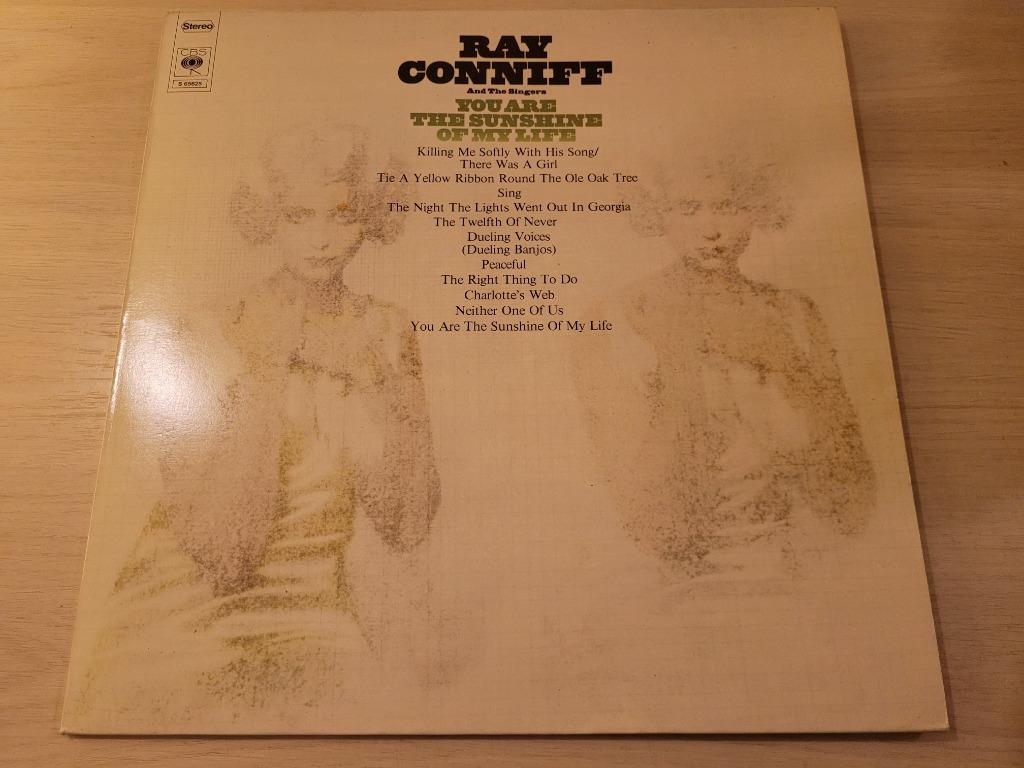 Stereo
CBS
S 65625
RAY
CONNIFF
And The Singers
YOU ARE
THE SUNSHINE
OF MY LIFE
Killing Me Softly With His Song/
There Was A Girl
Tie A Yellow Ribbon Round The Ole Oak Tree
Sing
The Night The Lights Went Out In Georgia
The Twelfth Of Never
Dueling Voices
(Dueling Banjos)
Peaceful
The Right Thing To Do
Charlotte's Web
Neither One Of Us
You Are The Sunshine Of My Life